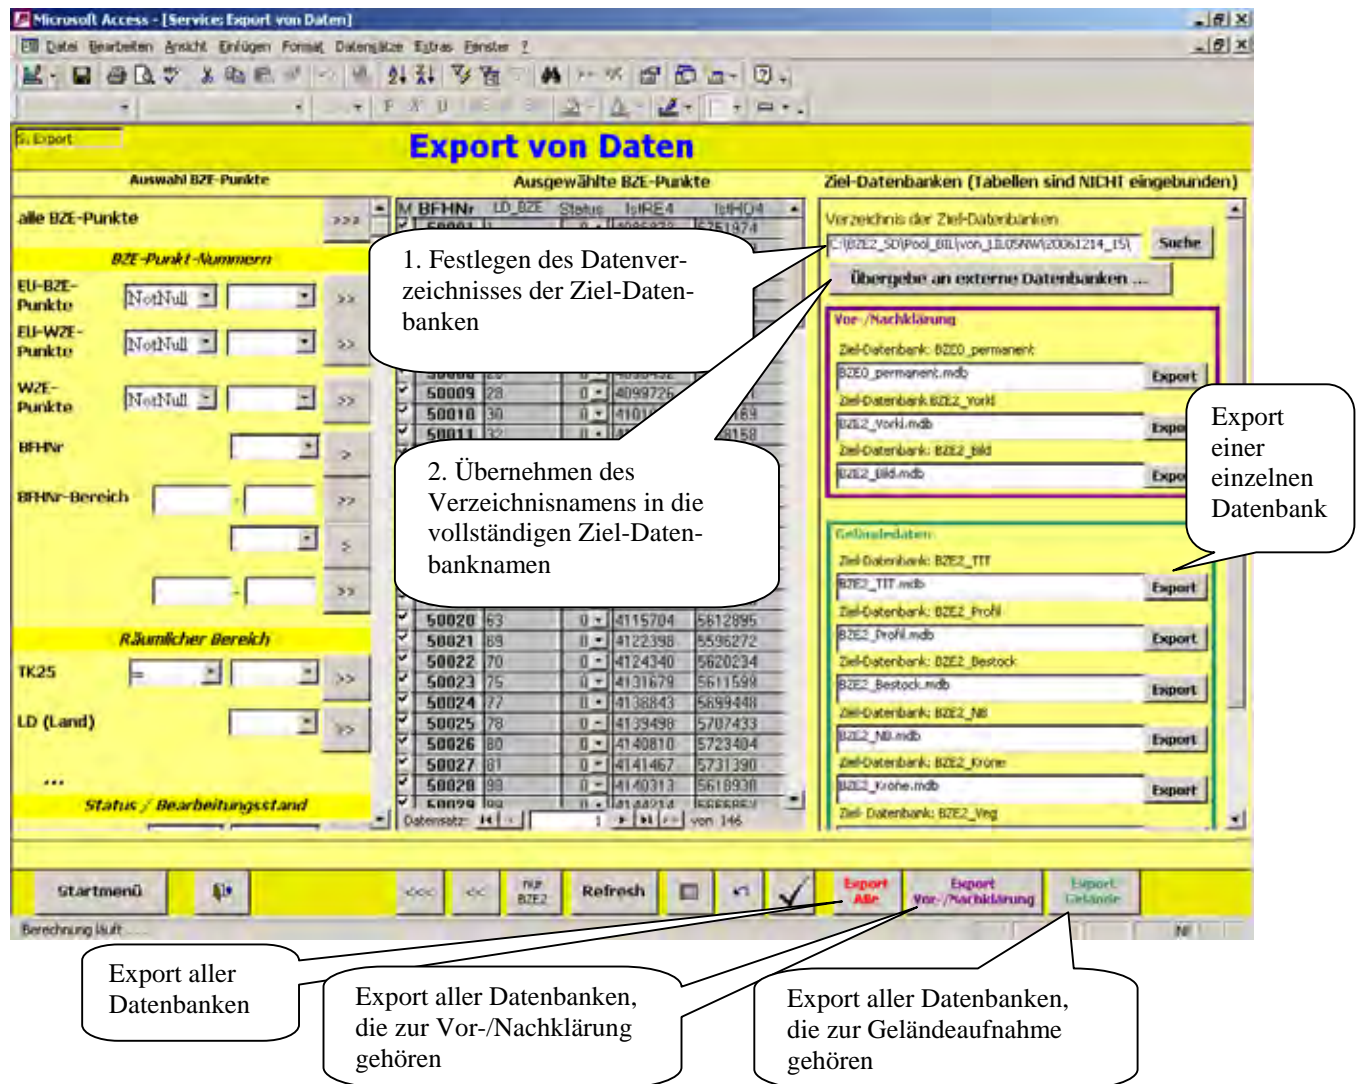 Microsoft Access - [Service: Export von Daten]
Datei Bearbeiten Ansicht Einfügen Format Datensätze Extras Fenster ?
F K U
S. Export
Export von Daten
Auswahl BZE-Punkte
Ausgewählte BZE-Punkte
Ziel-Datenbanken (Tabellen sind NICHT eingebunden)
alle BZE-Punkte >>>
BZE-Punkt-Nummern
EU-BZE-Punkte NotNull >>
EU-WZE-Punkte NotNull >>
WZE-Punkte NotNull >>
BFHNr >
BFHNr-Bereich - >>
<
- >>
Räumlicher Bereich
TK25 = >>
LD (Land) >>
...
Status / Bearbeitungsstand
M BFHNr LD_BZE Status IstRE4 IstHO4
50009 28 0 4099726
50010 30 0
50011 32
50020 63 0 4115704 5612895
50021 69 0 4122398 5596272
50022 70 0 4124340 5620234
50023 75 0 4131679 5611599
50024 77 0 4138843 5699448
50025 78 0 4139498 5707433
50026 80 0 4140810 5723404
50027 81 0 4141467 5731390
50028 98 0 4140313 5618930
50029 99 0 4144214
Datensatz: 1 von 146
Verzeichnis der Ziel-Datenbanken
C:\BZE2_SD\Pool_BIL\von_LILOSNW\20061214_15\ Suche
Übergebe an externe Datenbanken ...
Vor-/Nachklärung
Ziel-Datenbank: BZE0_permanent
BZE0_permanent.mdb Export
Ziel-Datenbank BZE2_Vorkl
BZE2_Vorkl.mdb
Ziel-Datenbank: BZE2_Bild
BZE2_Bild.mdb
Geländedaten
Ziel-Datenbank: BZE2_TIT
BZE2_TIT.mdb Export
Ziel-Datenbank: BZE2_Profil
BZE2_Profil.mdb Export
Ziel-Datenbank: BZE2_Bestock
BZE2_Bestock.mdb Export
Ziel-Datenbank: BZE2_NB
BZE2_NB.mdb Export
Ziel-Datenbank: BZE2_Krone
BZE2_Krone.mdb Export
Ziel- Datenbank: BZE2_Veg
1. Festlegen des Datenver-
zeichnisses der Ziel-Daten-
banken
2. Übernehmen des
Verzeichnisnamens in die
vollständigen Ziel-Daten-
banknamen
Export
einer
einzelnen
Datenbank
Startmenü
<<< << nur BZE2 Refresh
Export Alle
Export Vor-/Nachklärung
Export Gelände
Berechnung läuft ...
NF
Export aller
Datenbanken
Export aller Datenbanken,
die zur Vor-/Nachklärung
gehören
Export aller Datenbanken,
die zur Geländeaufnahme
gehören